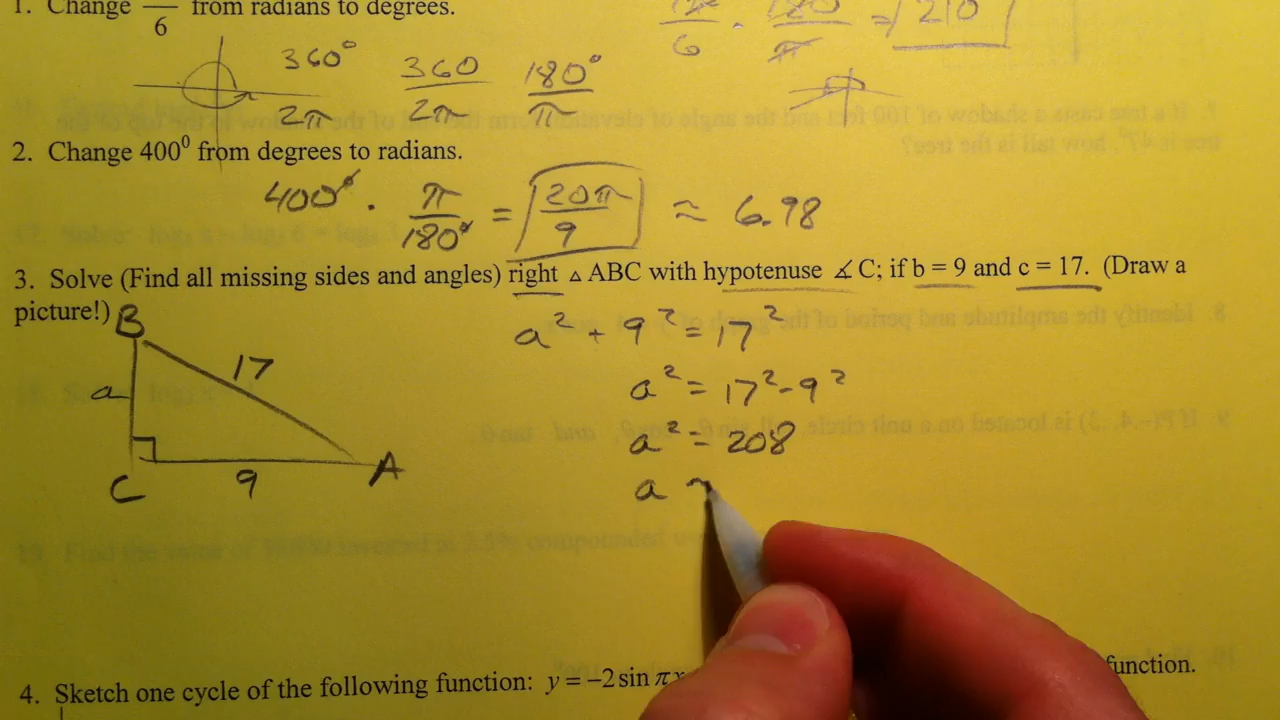 1. Change — from radians to degrees.
6
6 . 180/π = 210
360° 360 180°
2π 2π π
2. Change 400⁰ from degrees to radians.
400° . π/180° = 20π/9 ≈ 6.98
3. Solve (Find all missing sides and angles) right △ ABC with hypotenuse ∡ C; if b = 9 and c = 17. (Draw a
picture!)
B
a² + 9² = 17²
17
a
a² = 17² - 9²
a² = 208
C 9 A
a
4. Sketch one cycle of the following function: y = −2 sin πx
function.